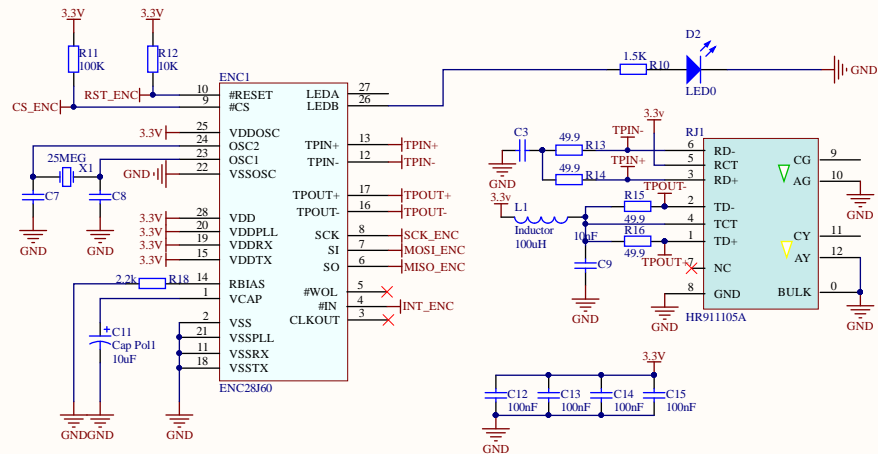 3.3V
3.3V
R11
100K
R12
10K
CS_ENC
RST_ENC
ENC1
10
#RESET
9
#CS
25
VDDOSC
24
OSC2
23
OSC1
22
VSSOSC
28
VDD
20
VDDPLL
19
VDDRX
15
VDDTX
14
RBIAS
1
VCAP
2
VSS
21
VSSPLL
11
VSSRX
18
VSSTX
LEDA
27
LEDB
26
TPIN+
13
TPIN+
TPIN-
12
TPIN-
TPOUT+
17
TPOUT+
TPOUT-
16
TPOUT-
SCK
8
SCK_ENC
SI
7
MOSI_ENC
SO
6
MISO_ENC
#WOL
5
#IN
4
INT_ENC
CLKOUT
3
ENC28J60
3.3V
25MEG
X1
GND
C7
C8
GND
GND
3.3V
3.3V
3.3V
3.3V
2.2k
R18
C11
Cap Pol1
10uF
GND
GND
GND
1.5K
R10
D2
LED0
GND
C3
GND
49.9
R13
TPIN-
49.9
R14
TPIN+
3.3v
3.3v
L1
Inductor
100uH
10nF
C9
GND
R15
TPOUT-
49.9
R16
49.9
TPOUT+
RJ1
6
RD-
5
RCT
3
RD+
2
TD-
4
TCT
1
TD+
7
NC
8
GND
GND
CG
9
AG
10
GND
CY
11
AY
12
BULK
0
GND
HR911105A
3.3V
C12
100nF
C13
100nF
C14
100nF
C15
100nF
GND